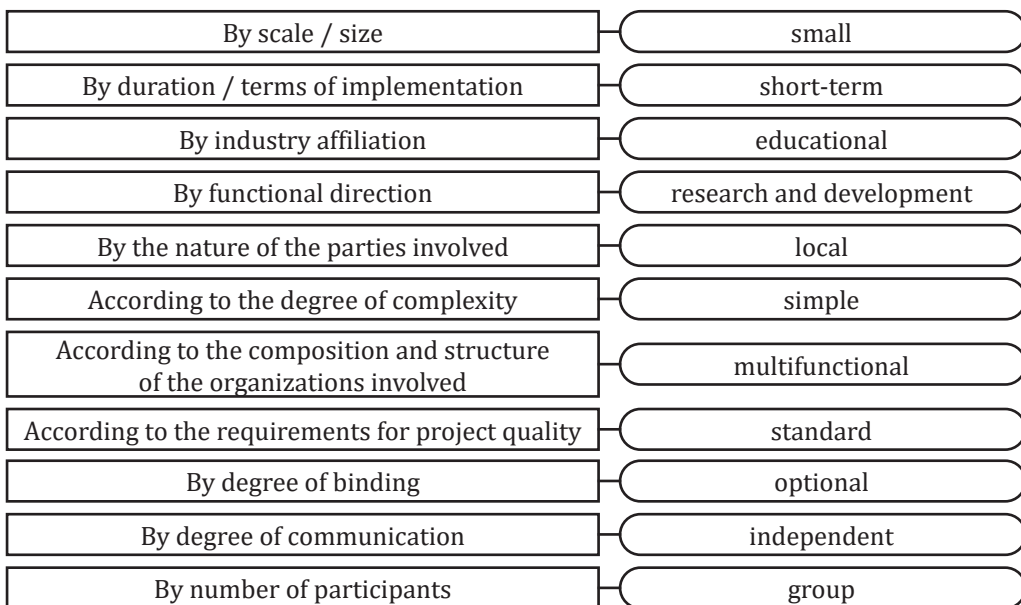 By scale / size
small
By duration / terms of implementation
short-term
By industry affiliation
educational
By functional direction
research and development
By the nature of the parties involved
local
According to the degree of complexity
simple
According to the composition and structure
of the organizations involved
multifunctional
According to the requirements for project quality
standard
By degree of binding
optional
By degree of communication
independent
By number of participants
group